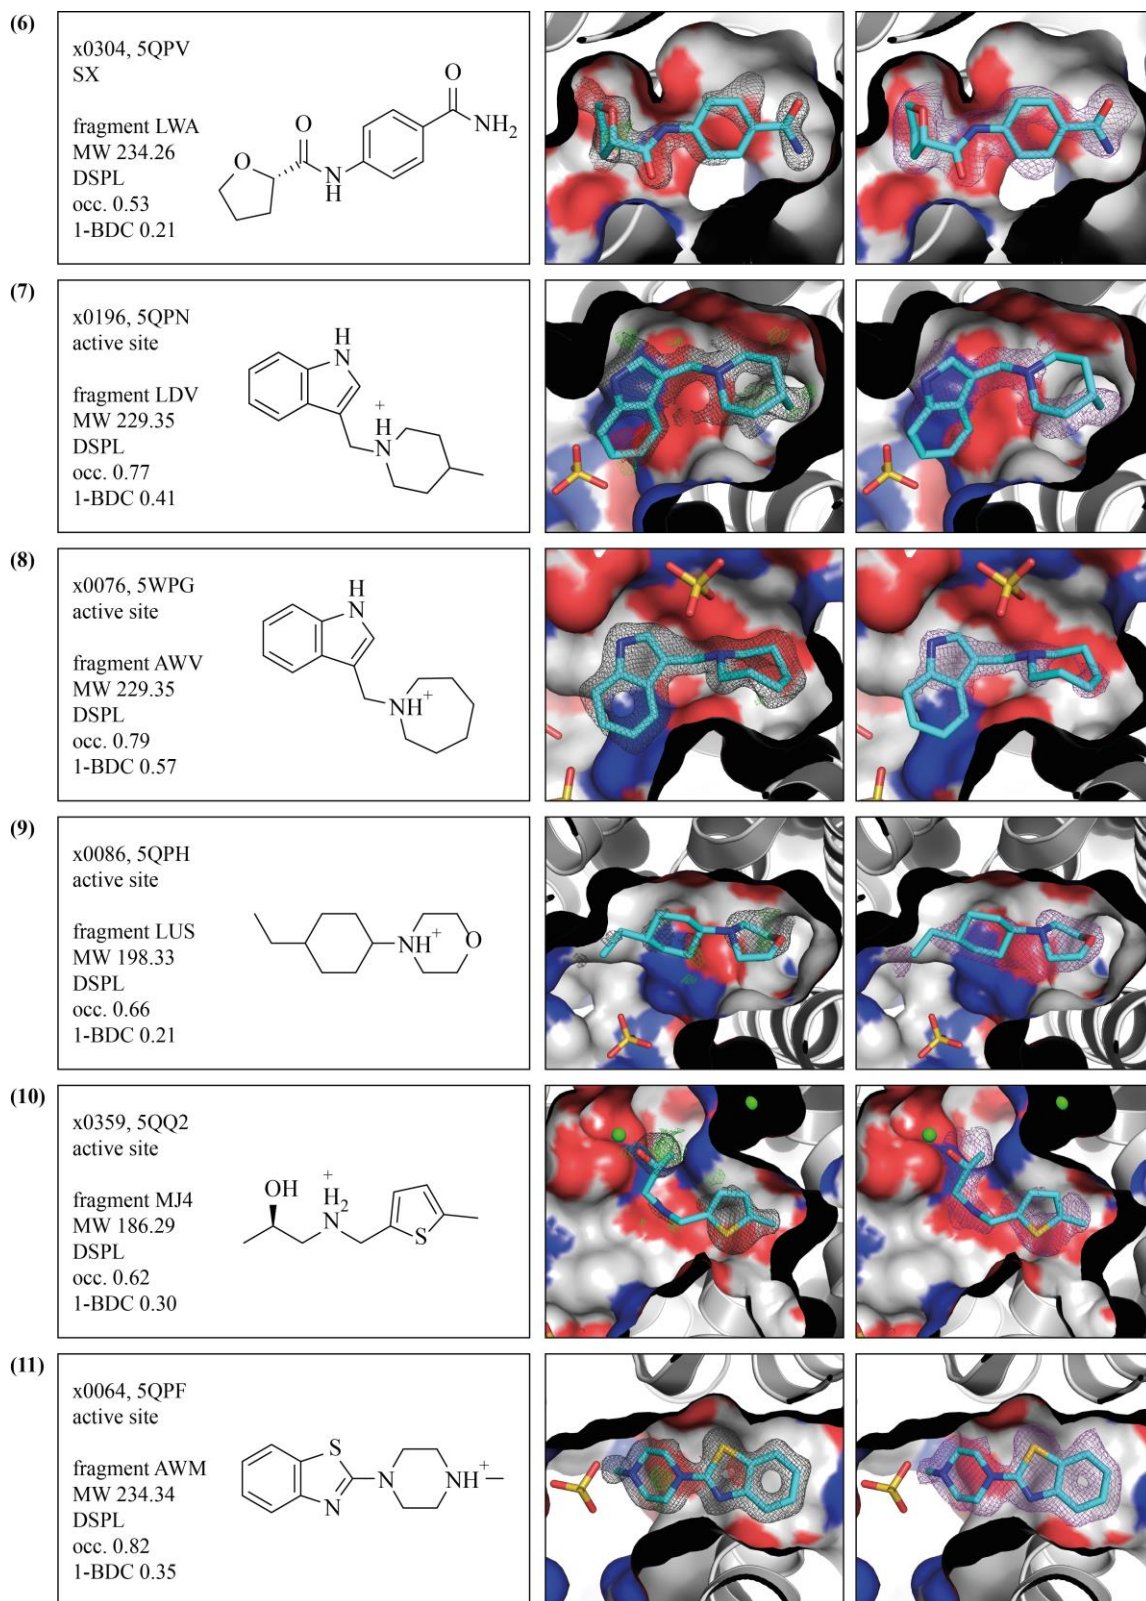 (6)
x0304, 5QPV
SX
fragment LWA
MW 234.26
DSPL
occ. 0.53
1-BDC 0.21
O
O
NH2
O
N
H
(7)
x0196, 5QPN
active site
fragment LDV
MW 229.35
DSPL
occ. 0.77
1-BDC 0.41
H
N
+
H
N
(8)
x0076, 5WPG
active site
fragment AWV
MW 229.35
DSPL
occ. 0.79
1-BDC 0.57
H
N
NH+
(9)
x0086, 5QPH
active site
fragment LUS
MW 198.33
DSPL
occ. 0.66
1-BDC 0.21
NH+
O
(10)
x0359, 5QQ2
active site
fragment MJ4
MW 186.29
DSPL
occ. 0.62
1-BDC 0.30
OH
+
H2
N
S
(11)
x0064, 5QPF
active site
fragment AWM
MW 234.34
DSPL
occ. 0.82
1-BDC 0.35
S
N
N
NH+